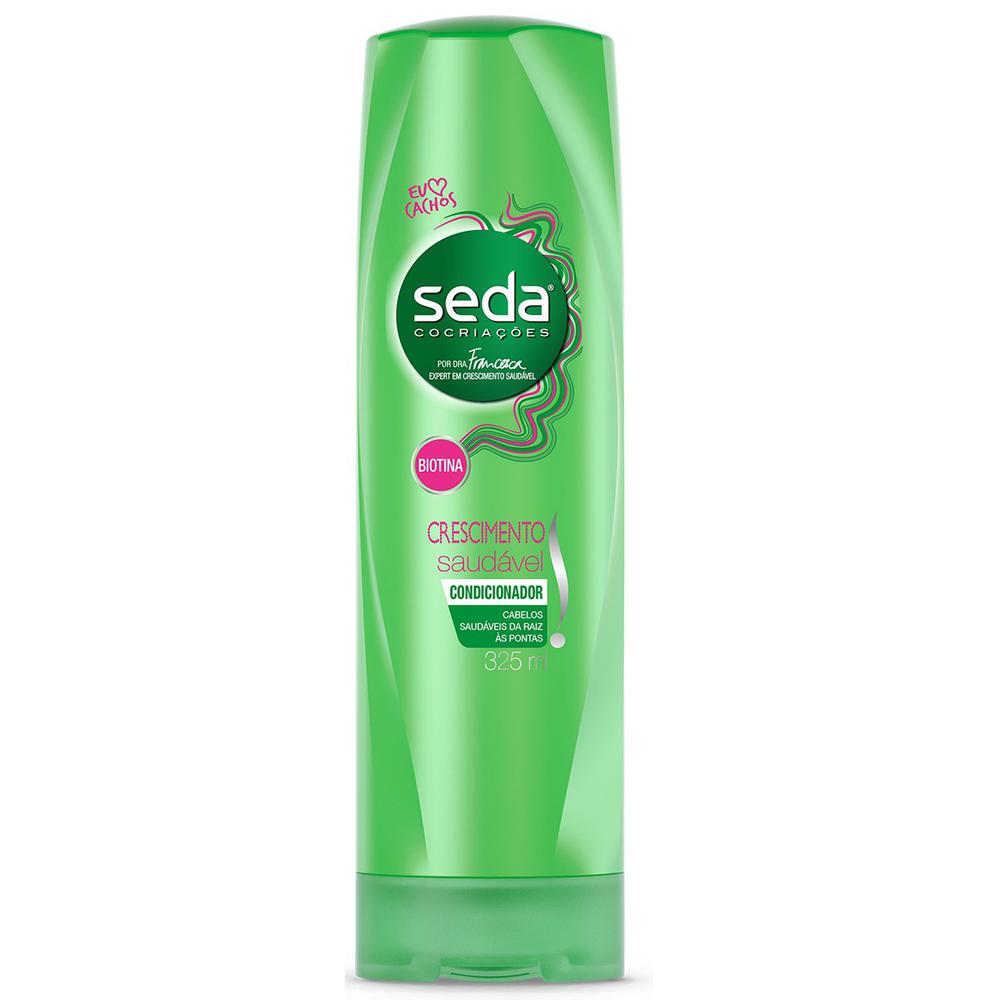 EU
CACHOS
seda®
COCRIAÇÕES
POR DRA Francesca
EXPERT EM CRESCIMENTO SAUDÁVEL
BIOTINA
CRESCIMENTO
saudável
CONDICIONADOR
CABELOS
SAUDÁVEIS DA RAIZ
ÀS PONTAS
325 ml